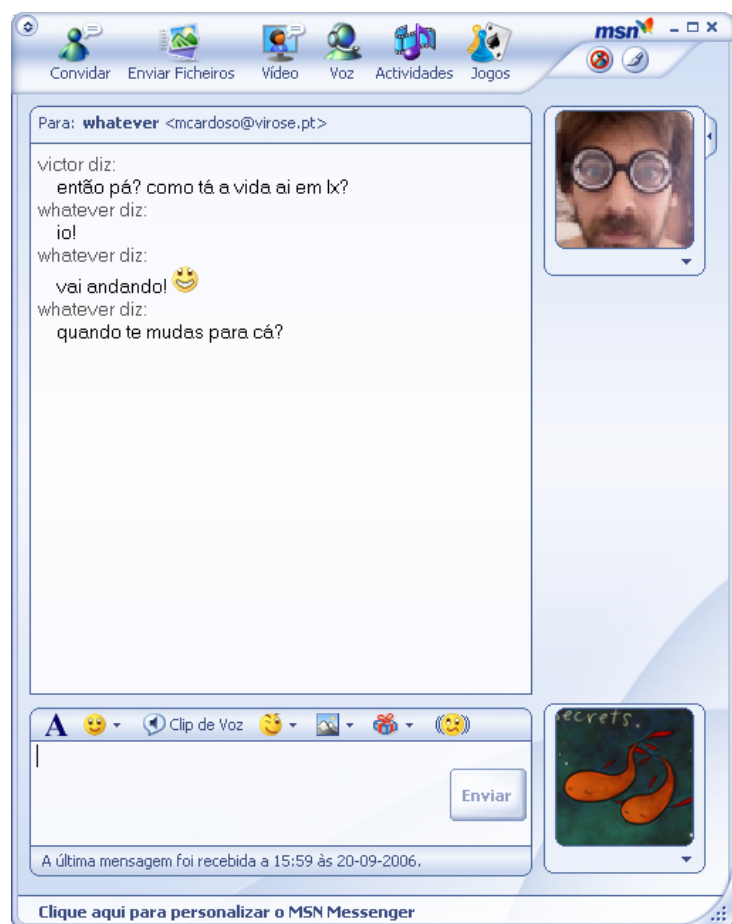 msn
Convidar Enviar Ficheiros Vídeo Voz Actividades Jogos
Para: whatever <mcardoso@virose.pt>
victor diz:
então pá? como tá a vida ai em lx?
whatever diz:
io!
whatever diz:
vai andando!
whatever diz:
quando te mudas para cá?
A Clip de Voz
secrets.
Enviar
A última mensagem foi recebida a 15:59 às 20-09-2006.
Clique aqui para personalizar o MSN Messenger